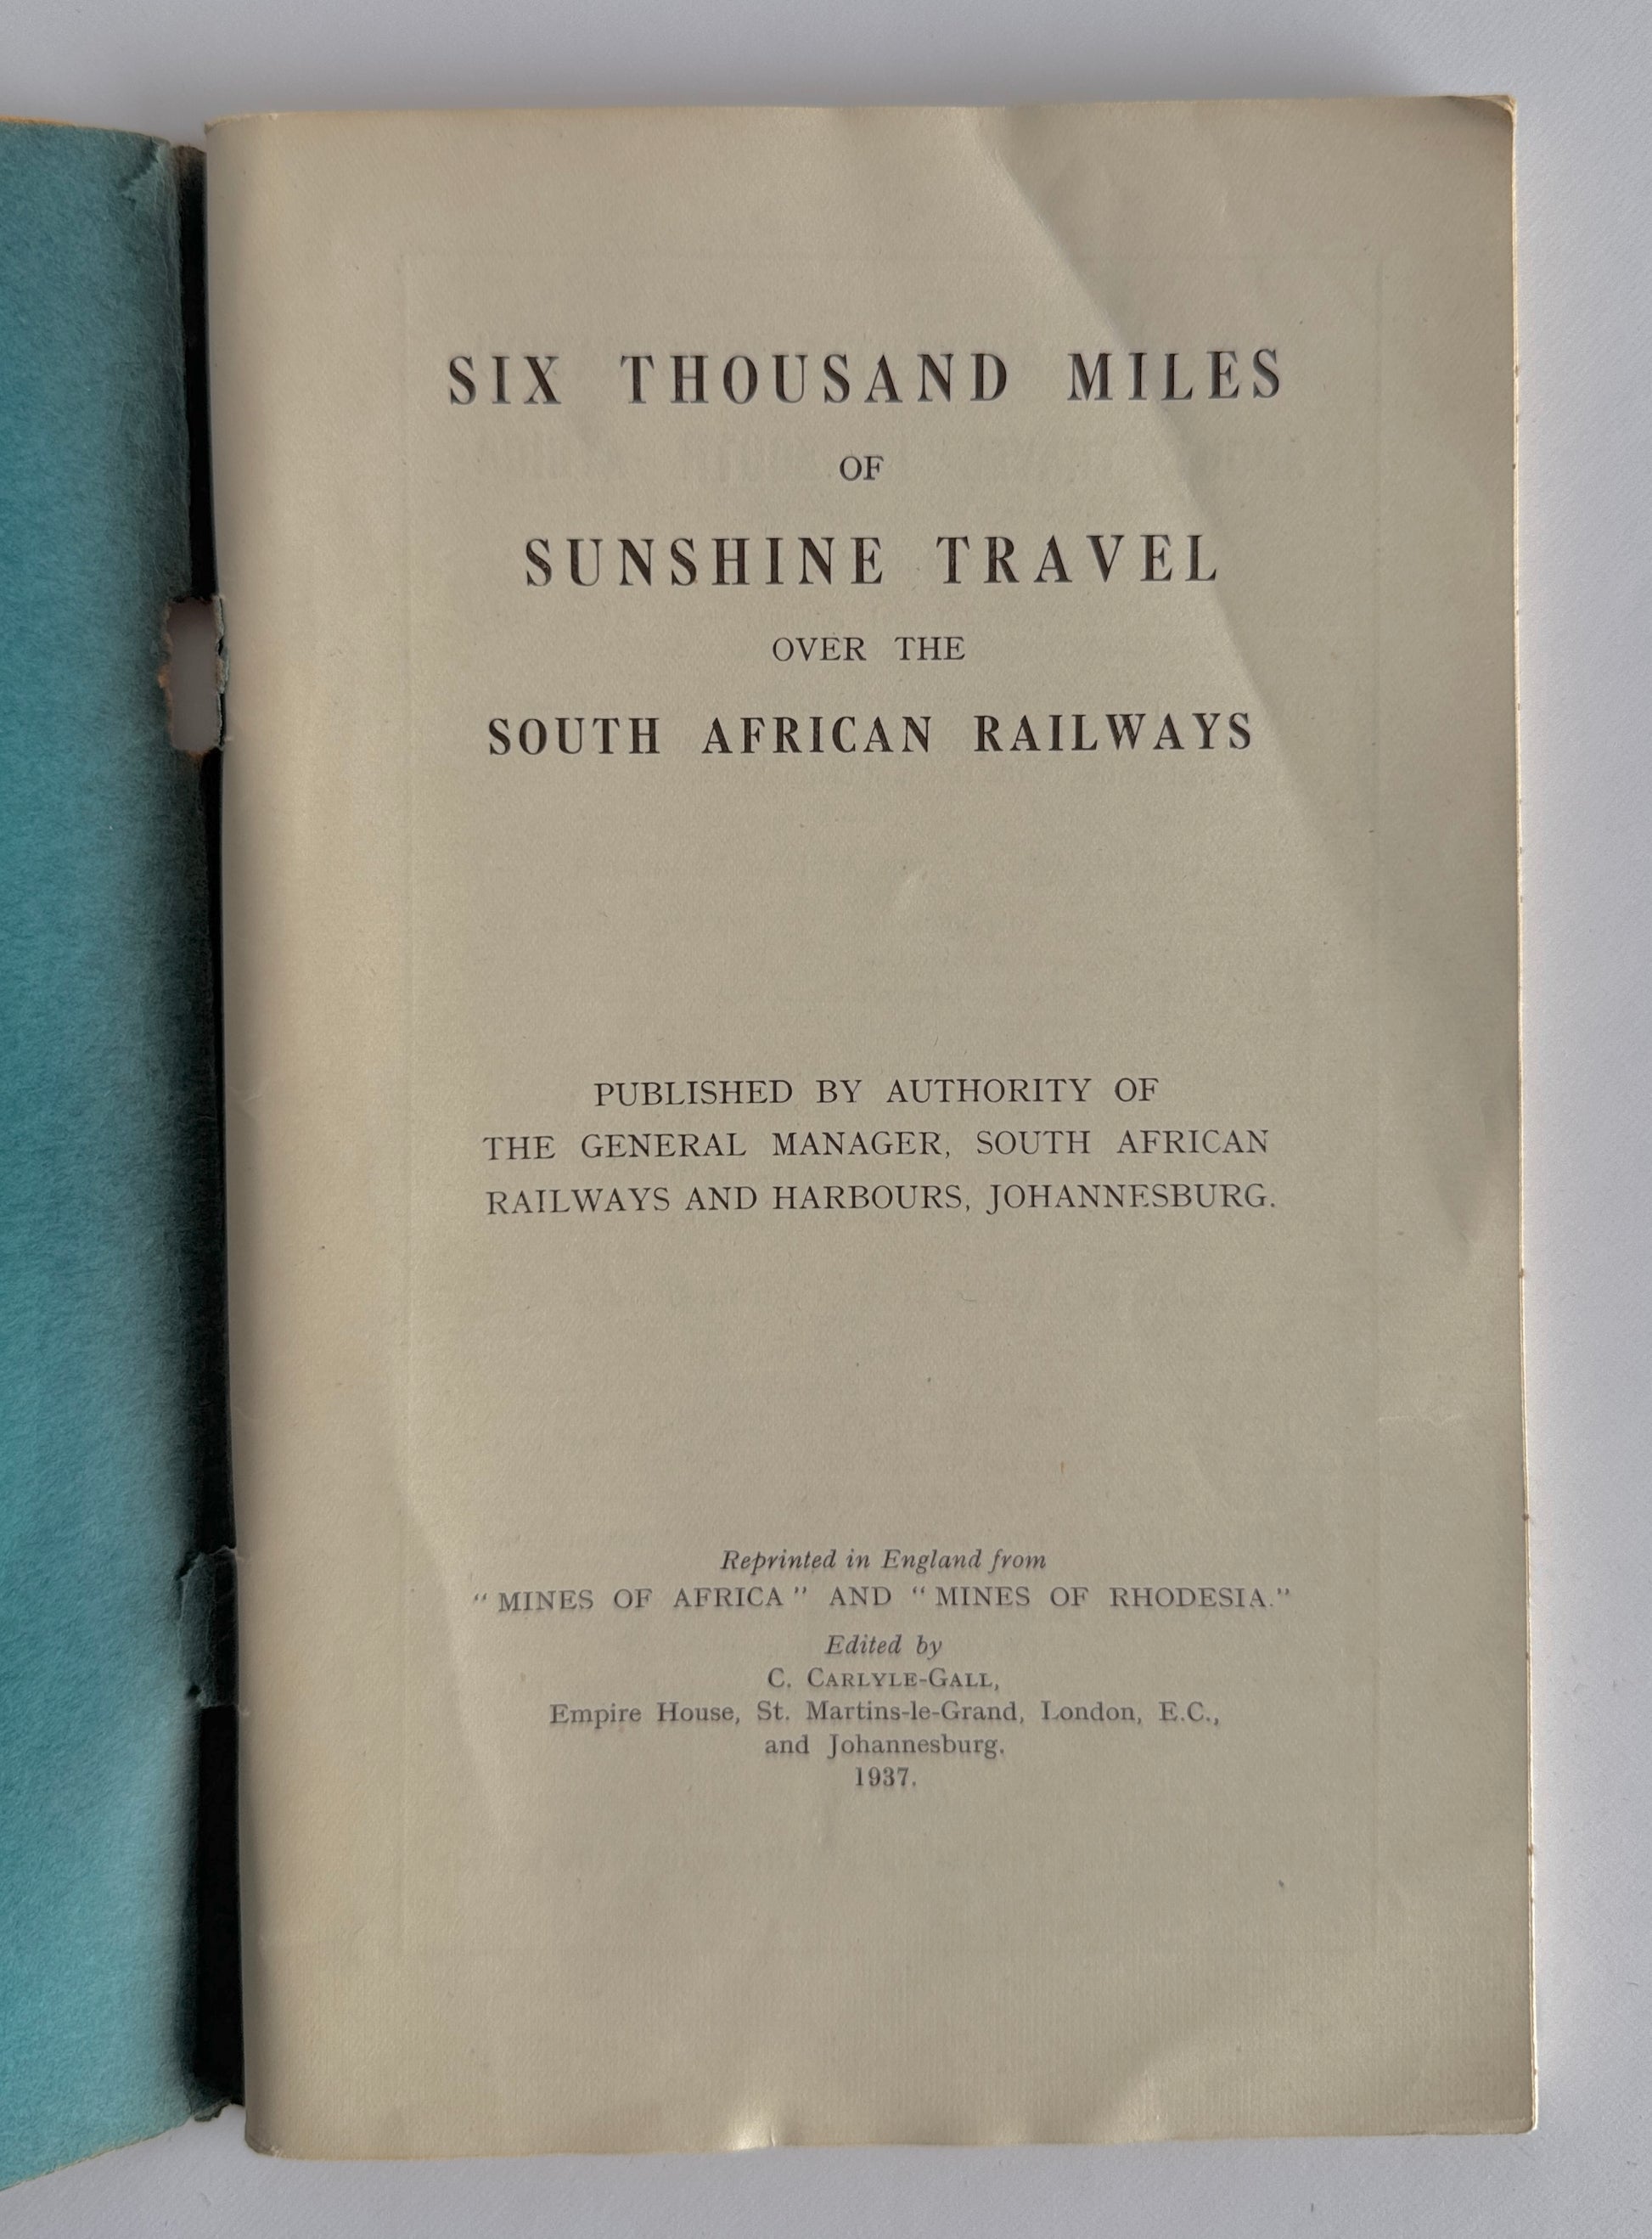 SIX THOUSAND MILES
OF
SUNSHINE TRAVEL
OVER THE
SOUTH AFRICAN RAILWAYS
PUBLISHED BY AUTHORITY OF
THE GENERAL MANAGER, SOUTH AFRICAN
RAILWAYS AND HARBOURS, JOHANNESBURG.
Reprinted in England from
“MINES OF AFRICA” AND “MINES OF RHODESIA.”
Edited by
C. CARLYLE-GALL,
Empire House, St. Martins-le-Grand, London, E.C.,
and Johannesburg.
1937.